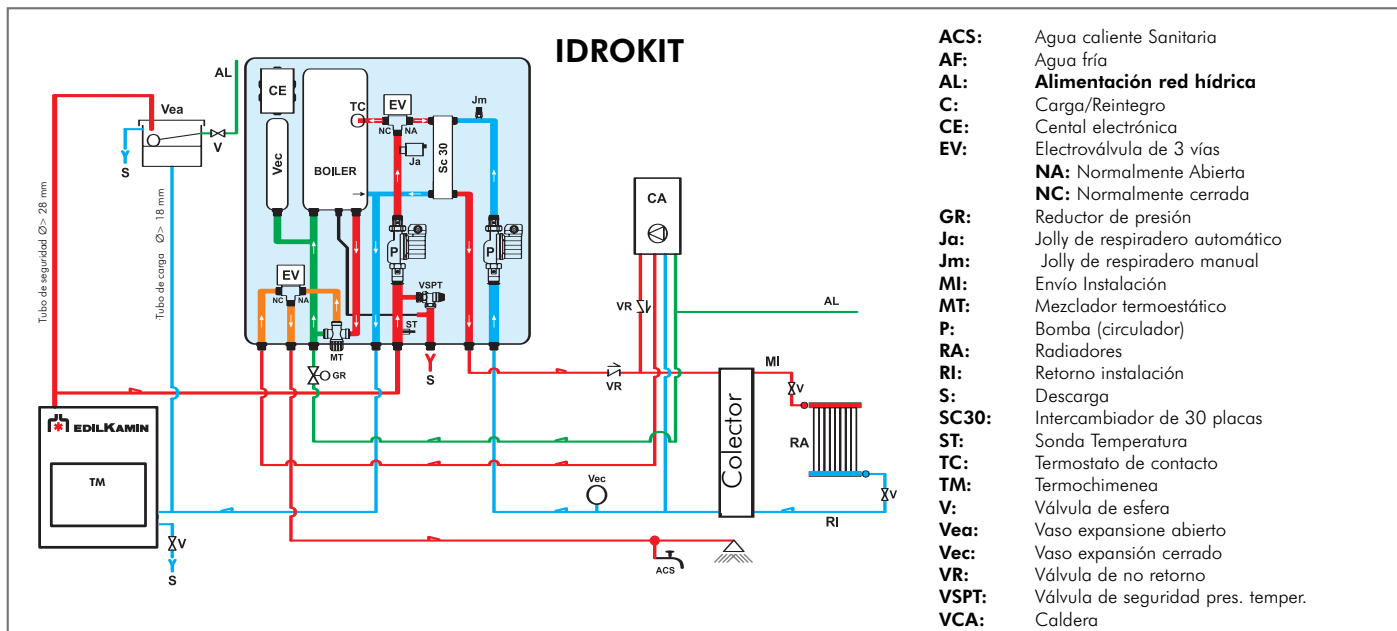 IDROKIT
AL
Vea
V
S
Tubo de seguridad Ø> 28 mm
Tubo de carga Ø> 18 mm
CE
Vec
BOILER
TC
EV
NC
NA
Ja
Jm
Sc 30
P
P
EV
NC
NA
MT
VSPT
ST
S
GR
CA
VR
VR
AL
MI
V
RA
V
RI
Colector
Vec
EDILKAMIN
TM
V
S
ACS
ACS: Agua caliente Sanitaria
AF: Agua fría
AL: Alimentación red hídrica
C: Carga/Reintegro
CE: Cental electrónica
EV: Electroválvula de 3 vías
NA: Normalmente Abierta
NC: Normalmente cerrada
GR: Reductor de presión
Ja: Jolly de respiradero automático
Jm: Jolly de respiradero manual
MI: Envío Instalación
MT: Mezclador termoestático
P: Bomba (circulador)
RA: Radiadores
RI: Retorno instalación
S: Descarga
SC30: Intercambiador de 30 placas
ST: Sonda Temperatura
TC: Termostato de contacto
TM: Termochimenea
V: Válvula de esfera
Vea: Vaso expansione abierto
Vec: Vaso expansión cerrado
VR: Válvula de no retorno
VSPT: Válvula de seguridad pres. temper.
VCA: Caldera